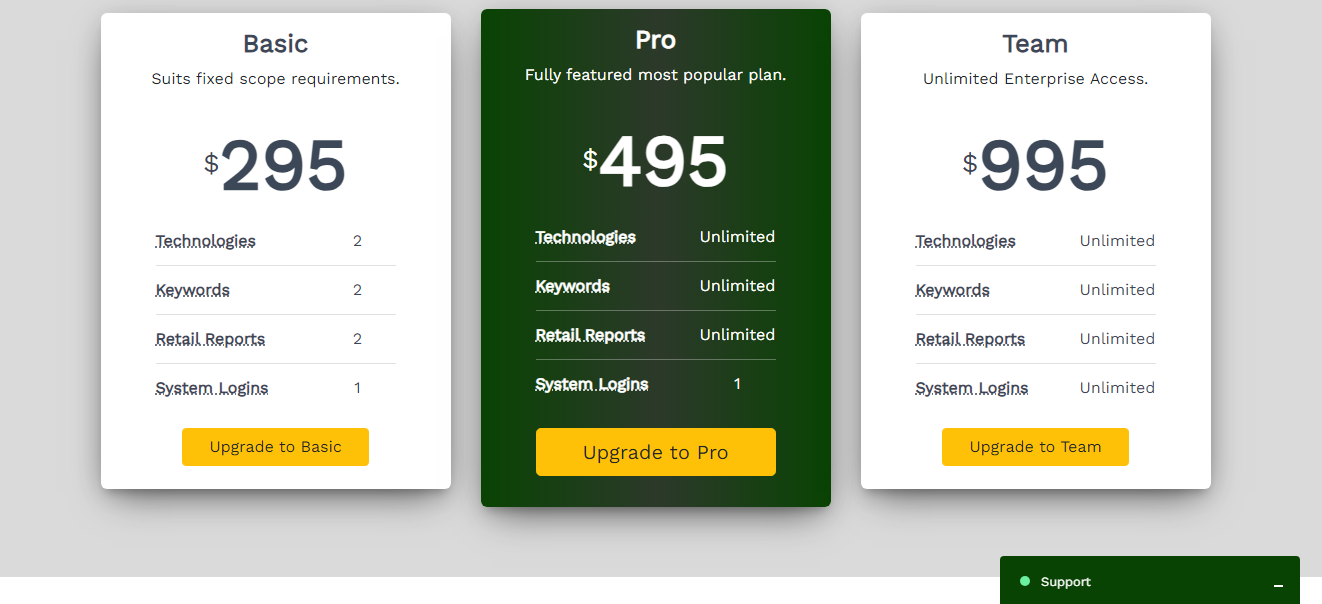 Basic
Suits fixed scope requirements.
$295
Technologies 2
Keywords 2
Retail Reports 2
System Logins 1
Upgrade to Basic
Pro
Fully featured most popular plan.
$495
Technologies Unlimited
Keywords Unlimited
Retail Reports Unlimited
System Logins 1
Upgrade to Pro
Team
Unlimited Enterprise Access.
$995
Technologies Unlimited
Keywords Unlimited
Retail Reports Unlimited
System Logins Unlimited
Upgrade to Team
Support